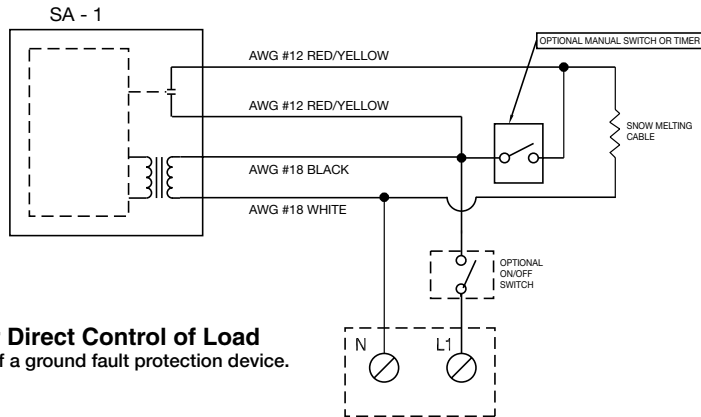 SA - 1
OPTIONAL MANUAL SWITCH OR TIMER
AWG #12 RED/YELLOW
AWG #12 RED/YELLOW
SNOW MELTING
CABLE
AWG #18 BLACK
AWG #18 WHITE
OPTIONAL
ON/OFF
SWITCH
Direct Control of Load
f a ground fault protection device.
N
L1